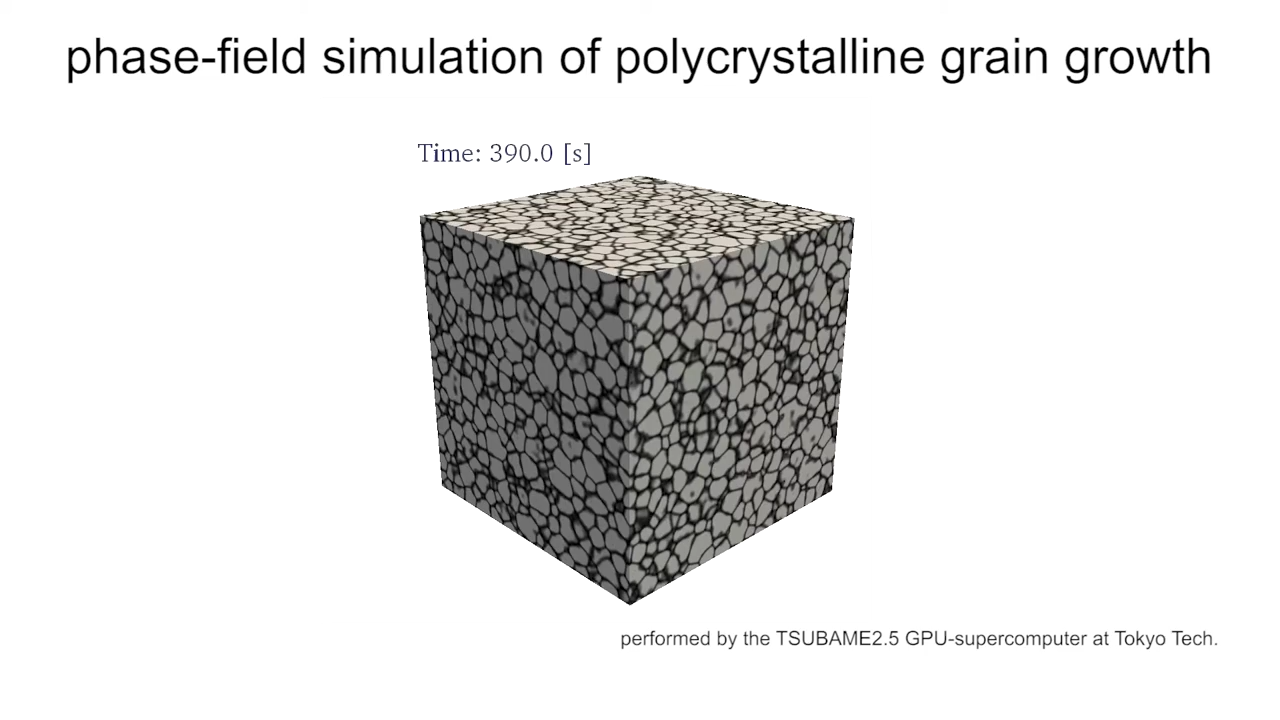 phase-field simulation of polycrystalline grain growth
Time: 390.0 [s]
performed by the TSUBAME2.5 GPU-supercomputer at Tokyo Tech.